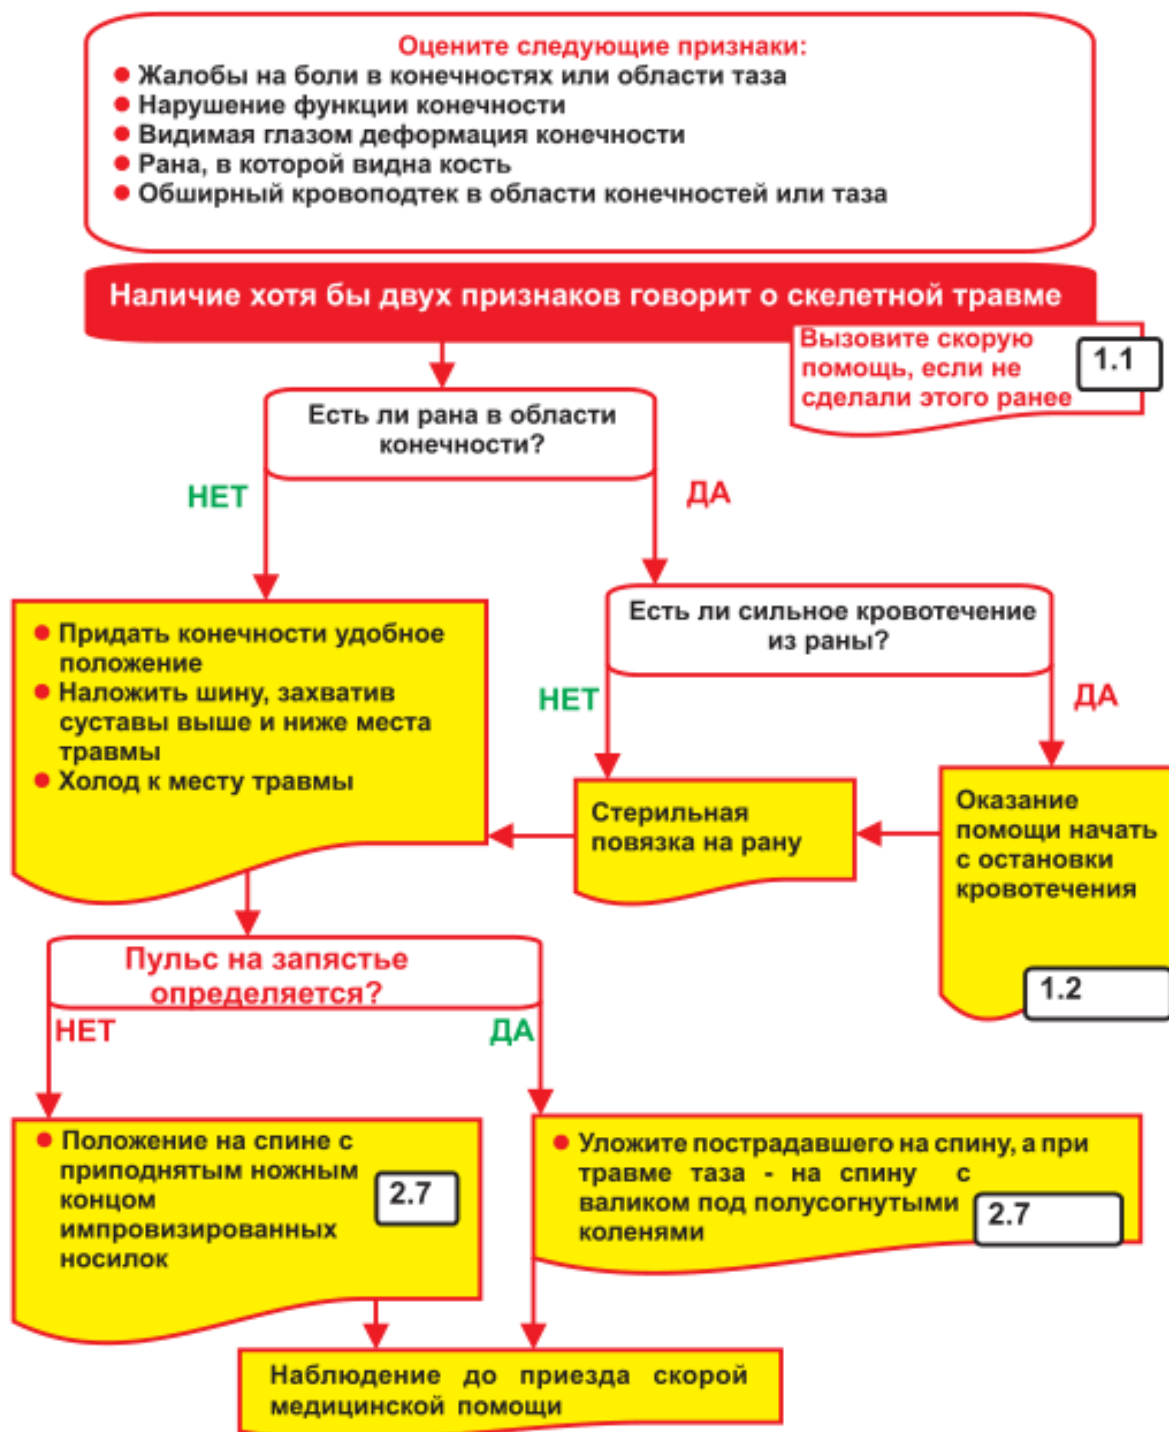 Оцените следующие признаки:
● Жалобы на боли в конечностях или области таза
● Нарушение функции конечности
● Видимая глазом деформация конечности
● Рана, в которой видна кость
● Обширный кровоподтек в области конечностей или таза
Наличие хотя бы двух признаков говорит о скелетной травме
Вызовите скорую
помощь, если не
сделали этого ранее
1.1
Есть ли рана в области
конечности?
НЕТ
ДА
Есть ли сильное кровотечение
из раны?
НЕТ
ДА
● Придать конечности удобное
положение
● Наложить шину, захватив
суставы выше и ниже места
травмы
● Холод к месту травмы
Стерильная
повязка на рану
Оказание
помощи начать
с остановки
кровотечения
1.2
Пульс на запястье
определяется?
НЕТ
ДА
● Положение на спине с
приподнятым ножным
концом
импровизированных
носилок
2.7
● Уложите пострадавшего на спину, а при
травме таза - на спину с
валиком под полусогнутыми
коленями
2.7
Наблюдение до приезда скорой
медицинской помощи